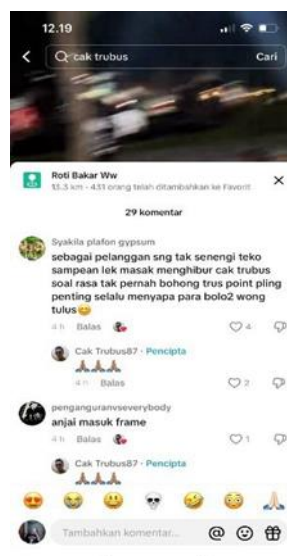 12.19
cak trubus
Cari
Roti Bakar Ww
13.3 km - 431 orang telah ditambahkan ke Favorit
29 komentar
Syakila plafon gypsum
sebagai pelanggan sng tak senengi teko
sampean lek masak menghibur cak trubus
soal rasa tak pernah bohong trus point pling
penting selalu menyapa para bolo2 wong
tulus😊
4 h Balas 4
Cak Trubus87 · Pencipta
🙏🙏🙏
4 h Balas 2
penganguranvseverybody
anjai masuk frame
4 h Balas 1
Cak Trubus87 · Pencipta
🙏🙏🙏
Tambahkan komentar... @